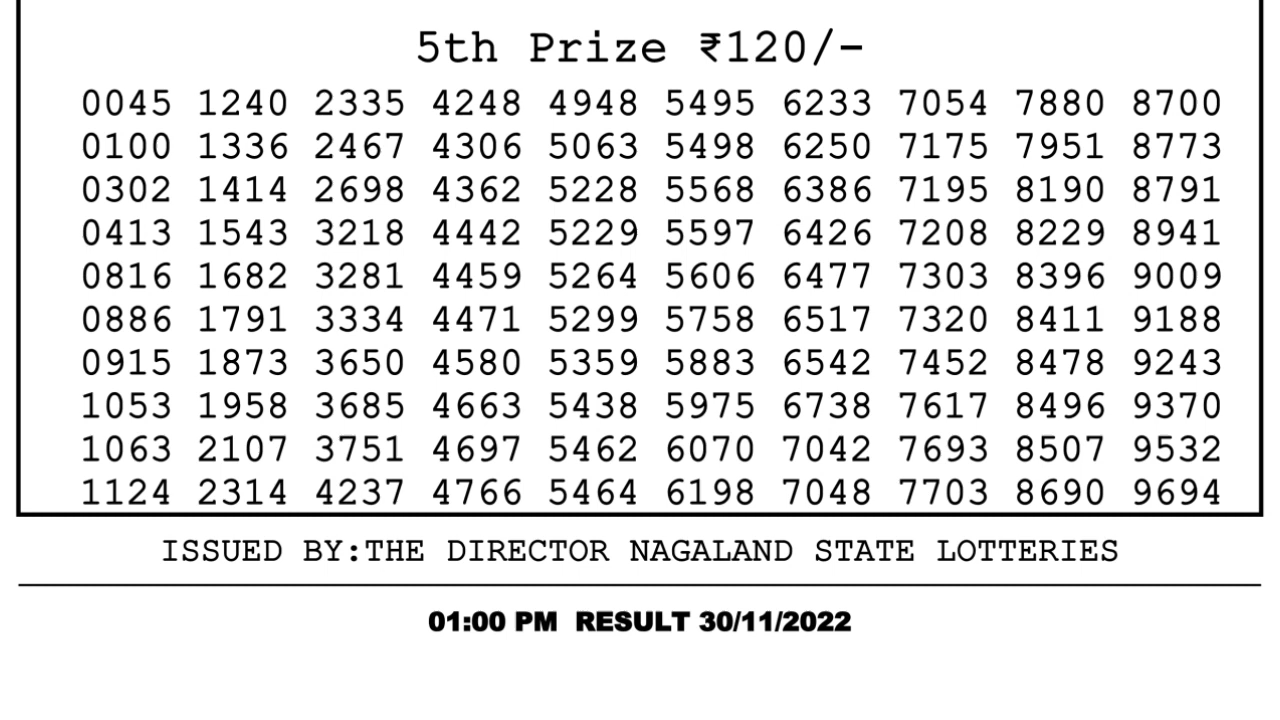 5th Prize ₹120/-
0045 1240 2335 4248 4948 5495 6233 7054 7880 8700
0100 1336 2467 4306 5063 5498 6250 7175 7951 8773
0302 1414 2698 4362 5228 5568 6386 7195 8190 8791
0413 1543 3218 4442 5229 5597 6426 7208 8229 8941
0816 1682 3281 4459 5264 5606 6477 7303 8396 9009
0886 1791 3334 4471 5299 5758 6517 7320 8411 9188
0915 1873 3650 4580 5359 5883 6542 7452 8478 9243
1053 1958 3685 4663 5438 5975 6738 7617 8496 9370
1063 2107 3751 4697 5462 6070 7042 7693 8507 9532
1124 2314 4237 4766 5464 6198 7048 7703 8690 9694
ISSUED BY:THE DIRECTOR NAGALAND STATE LOTTERIES
01:00 PM RESULT 30/11/2022